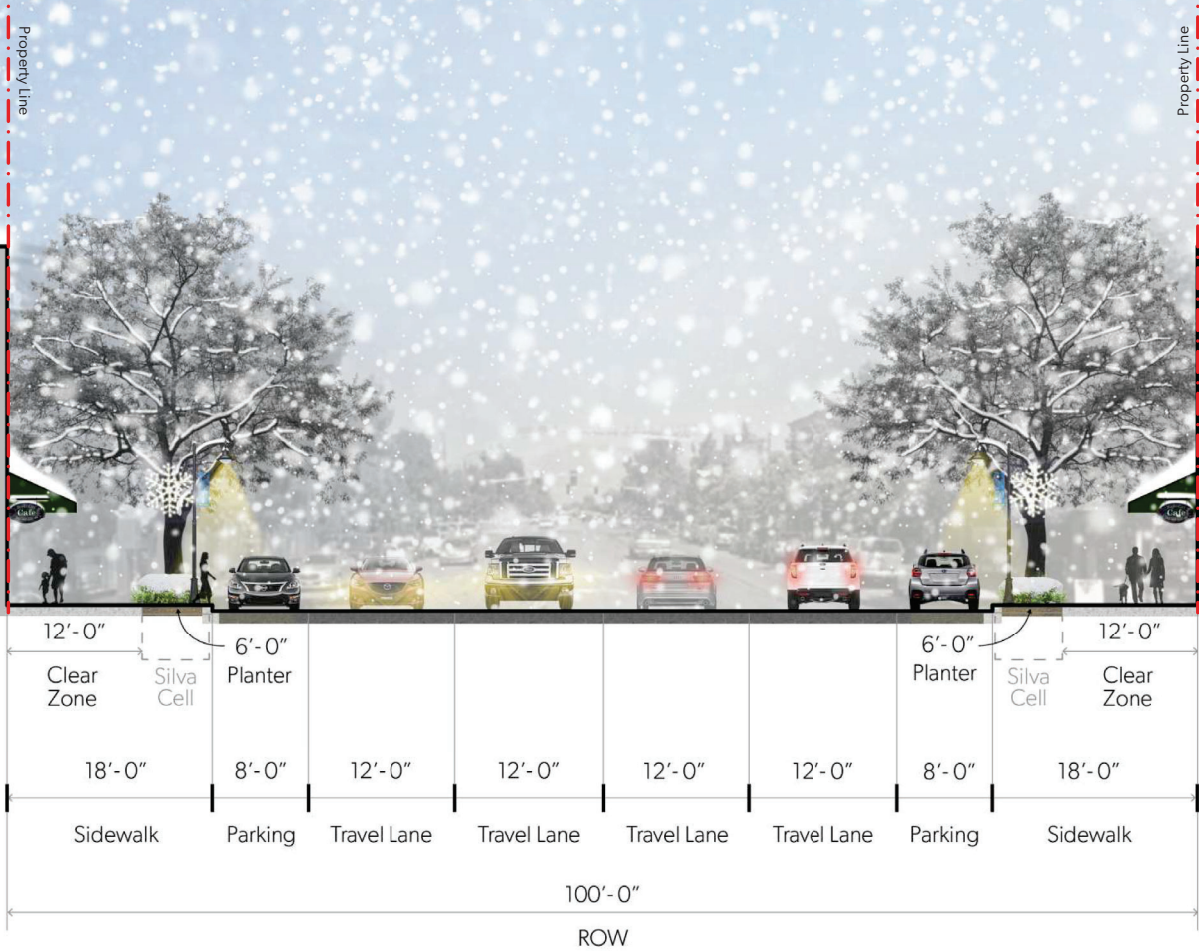 Property Line
Property Line
Cafe
Cafe
12'-0"
Clear
Zone
Silva
Cell
6'-0"
Planter
6'-0"
Planter
Silva
Cell
12'-0"
Clear
Zone
18'-0"
8'-0"
12'-0"
12'-0"
12'-0"
12'-0"
8'-0"
18'-0"
Sidewalk
Parking
Travel Lane
Travel Lane
Travel Lane
Travel Lane
Parking
Sidewalk
100'-0"
ROW